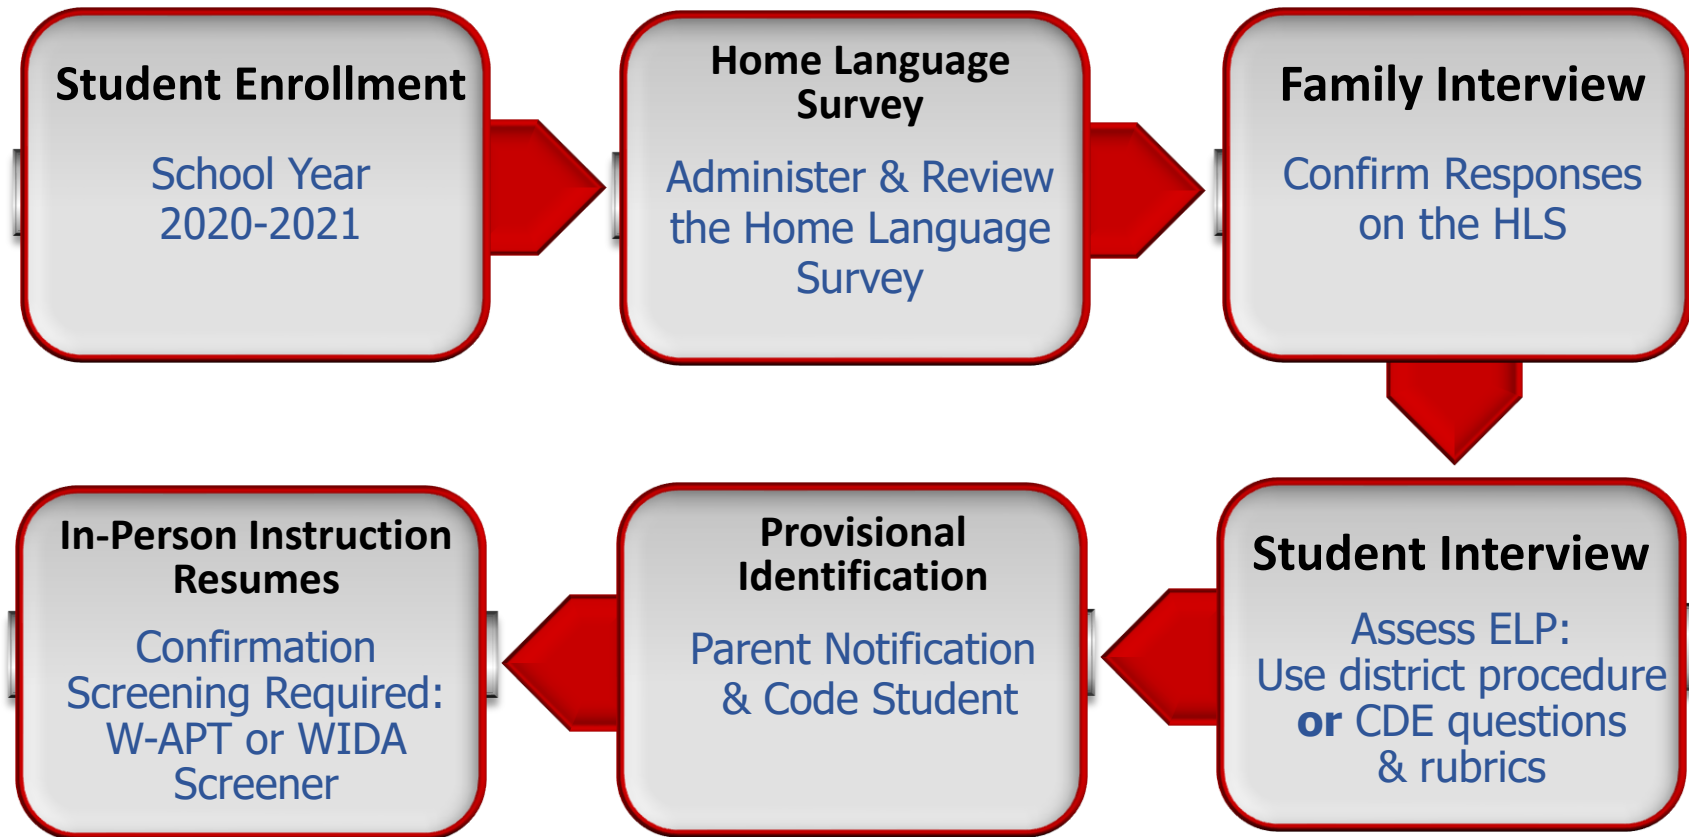 Student Enrollment
School Year
2020-2021
Home Language
Survey
Administer & Review
the Home Language
Survey
Family Interview
Confirm Responses
on the HLS
Student Interview
Assess ELP:
Use district procedure
or CDE questions
& rubrics
Provisional
Identification
Parent Notification
& Code Student
In-Person Instruction
Resumes
Confirmation
Screening Required:
W-APT or WIDA
Screener